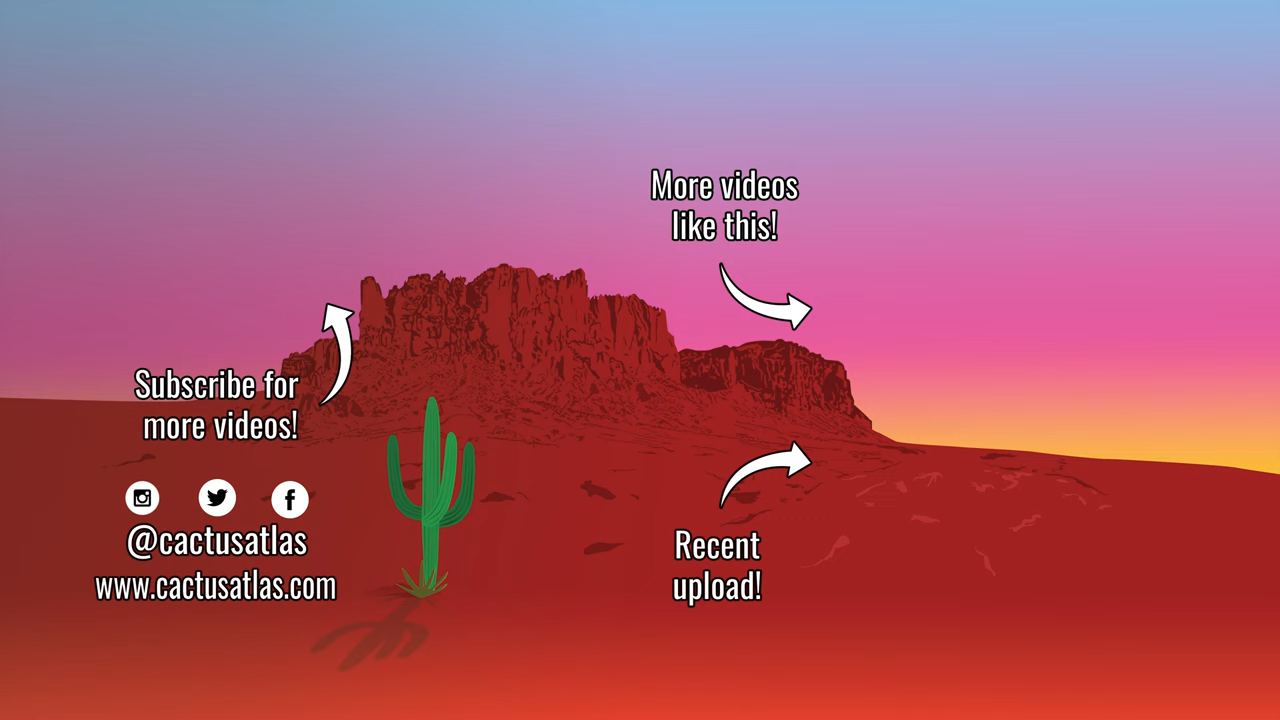 More videos
like this!
Subscribe for
more videos!
@cactusatlas
www.cactusatlas.com
Recent
upload!